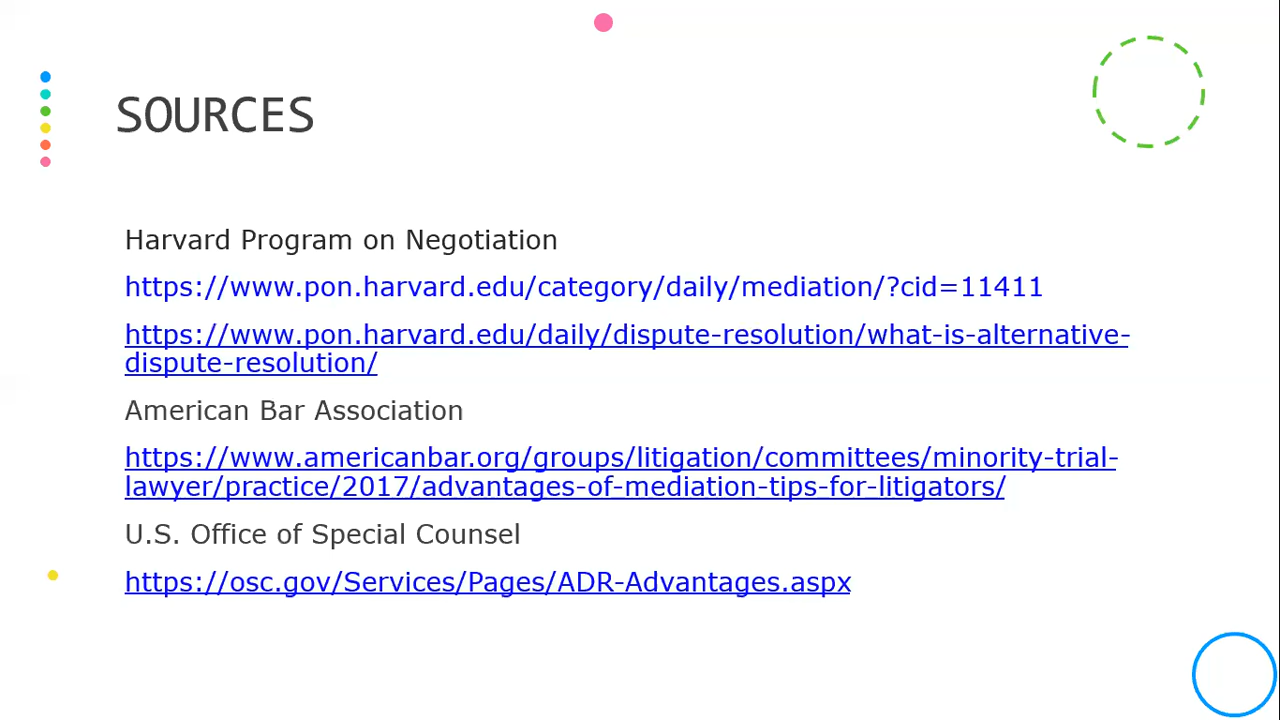 SOURCES
Harvard Program on Negotiation
https://www.pon.harvard.edu/category/daily/mediation/?cid=11411
https://www.pon.harvard.edu/daily/dispute-resolution/what-is-alternative-
dispute-resolution/
American Bar Association
https://www.americanbar.org/groups/litigation/committees/minority-trial-
lawyer/practice/2017/advantages-of-mediation-tips-for-litigators/
U.S. Office of Special Counsel
https://osc.gov/Services/Pages/ADR-Advantages.aspx